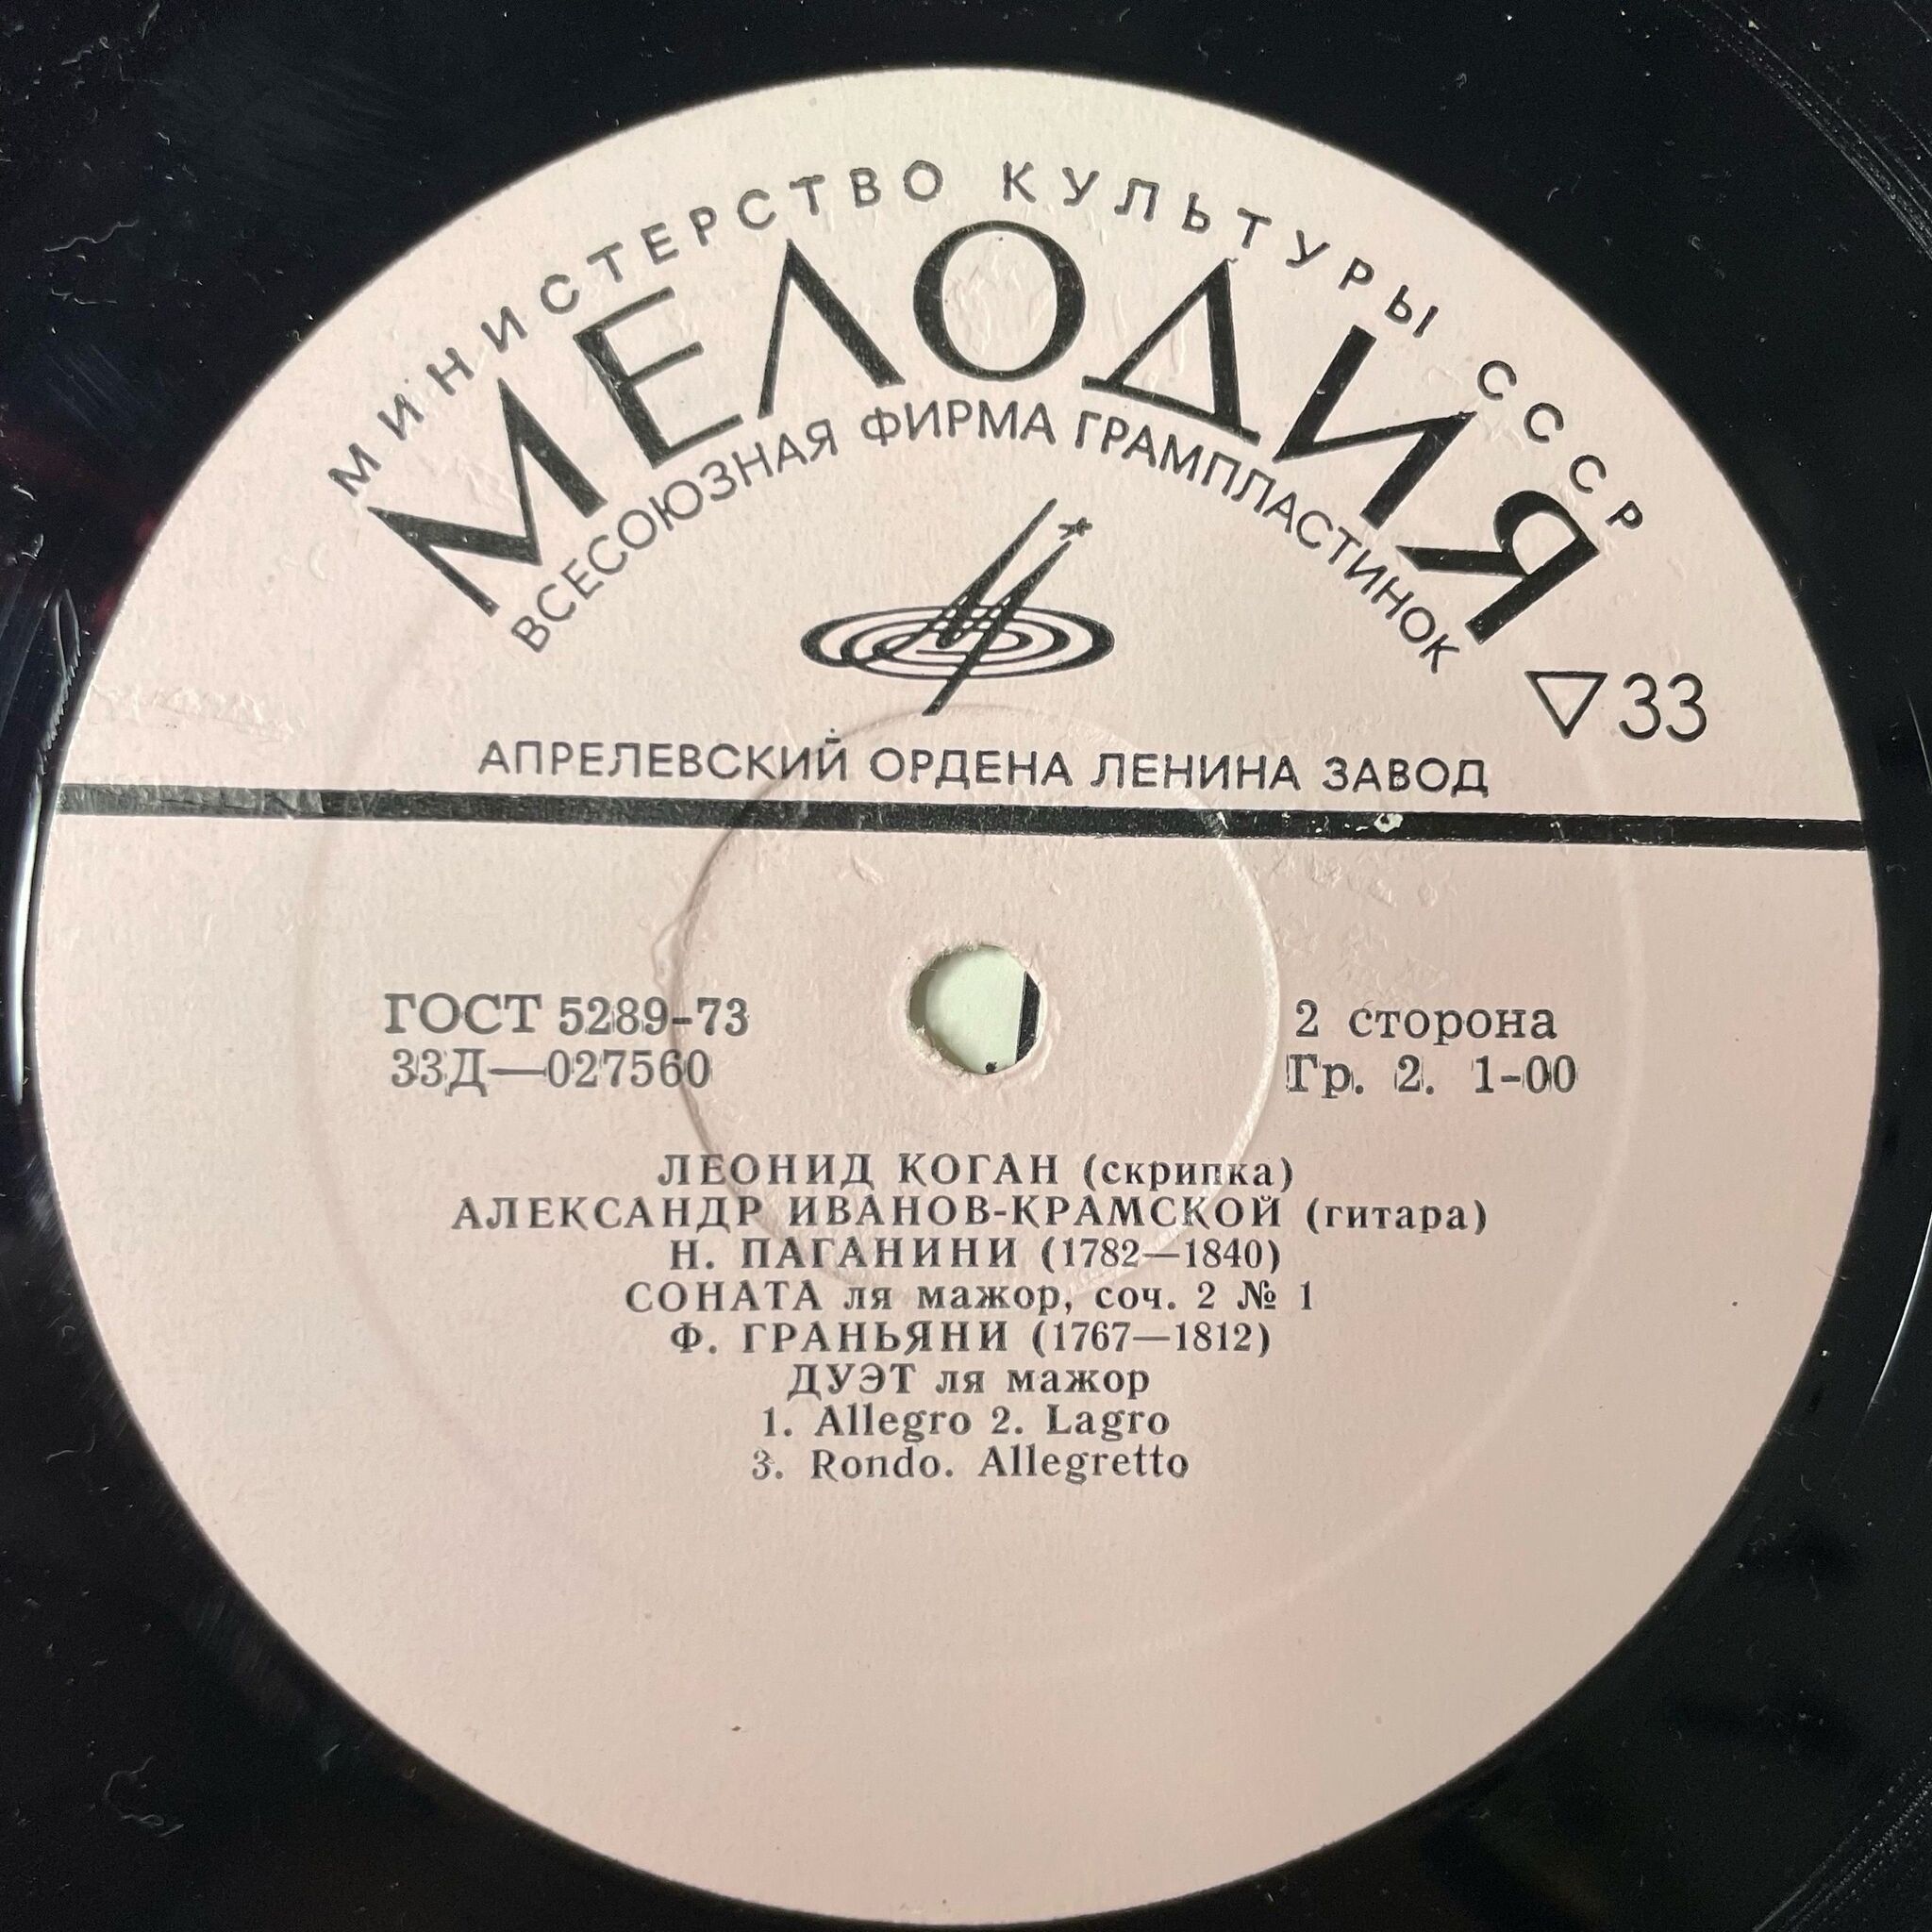 МИНИСТЕРСТВО КУЛЬТУРЫ СССР
МЕЛОДИЯ
ВСЕСОЮЗНАЯ ФИРМА ГРАМПЛАСТИНОК
▽33
АПРЕЛЕВСКИЙ ОРДЕНА ЛЕНИНА ЗАВОД
ГОСТ 5289-73
33Д—027560
2 сторона
Гр. 2. 1-00
ЛЕОНИД КОГАН (скрипка)
АЛЕКСАНДР ИВАНОВ-КРАМСКОЙ (гитара)
Н. ПАГАНИНИ (1782—1840)
СОНАТА ля мажор, соч. 2 № 1
Ф. ГРАНЬЯНИ (1767—1812)
ДУЭТ ля мажор
1. Allegro 2. Lagro
3. Rondo. Allegretto